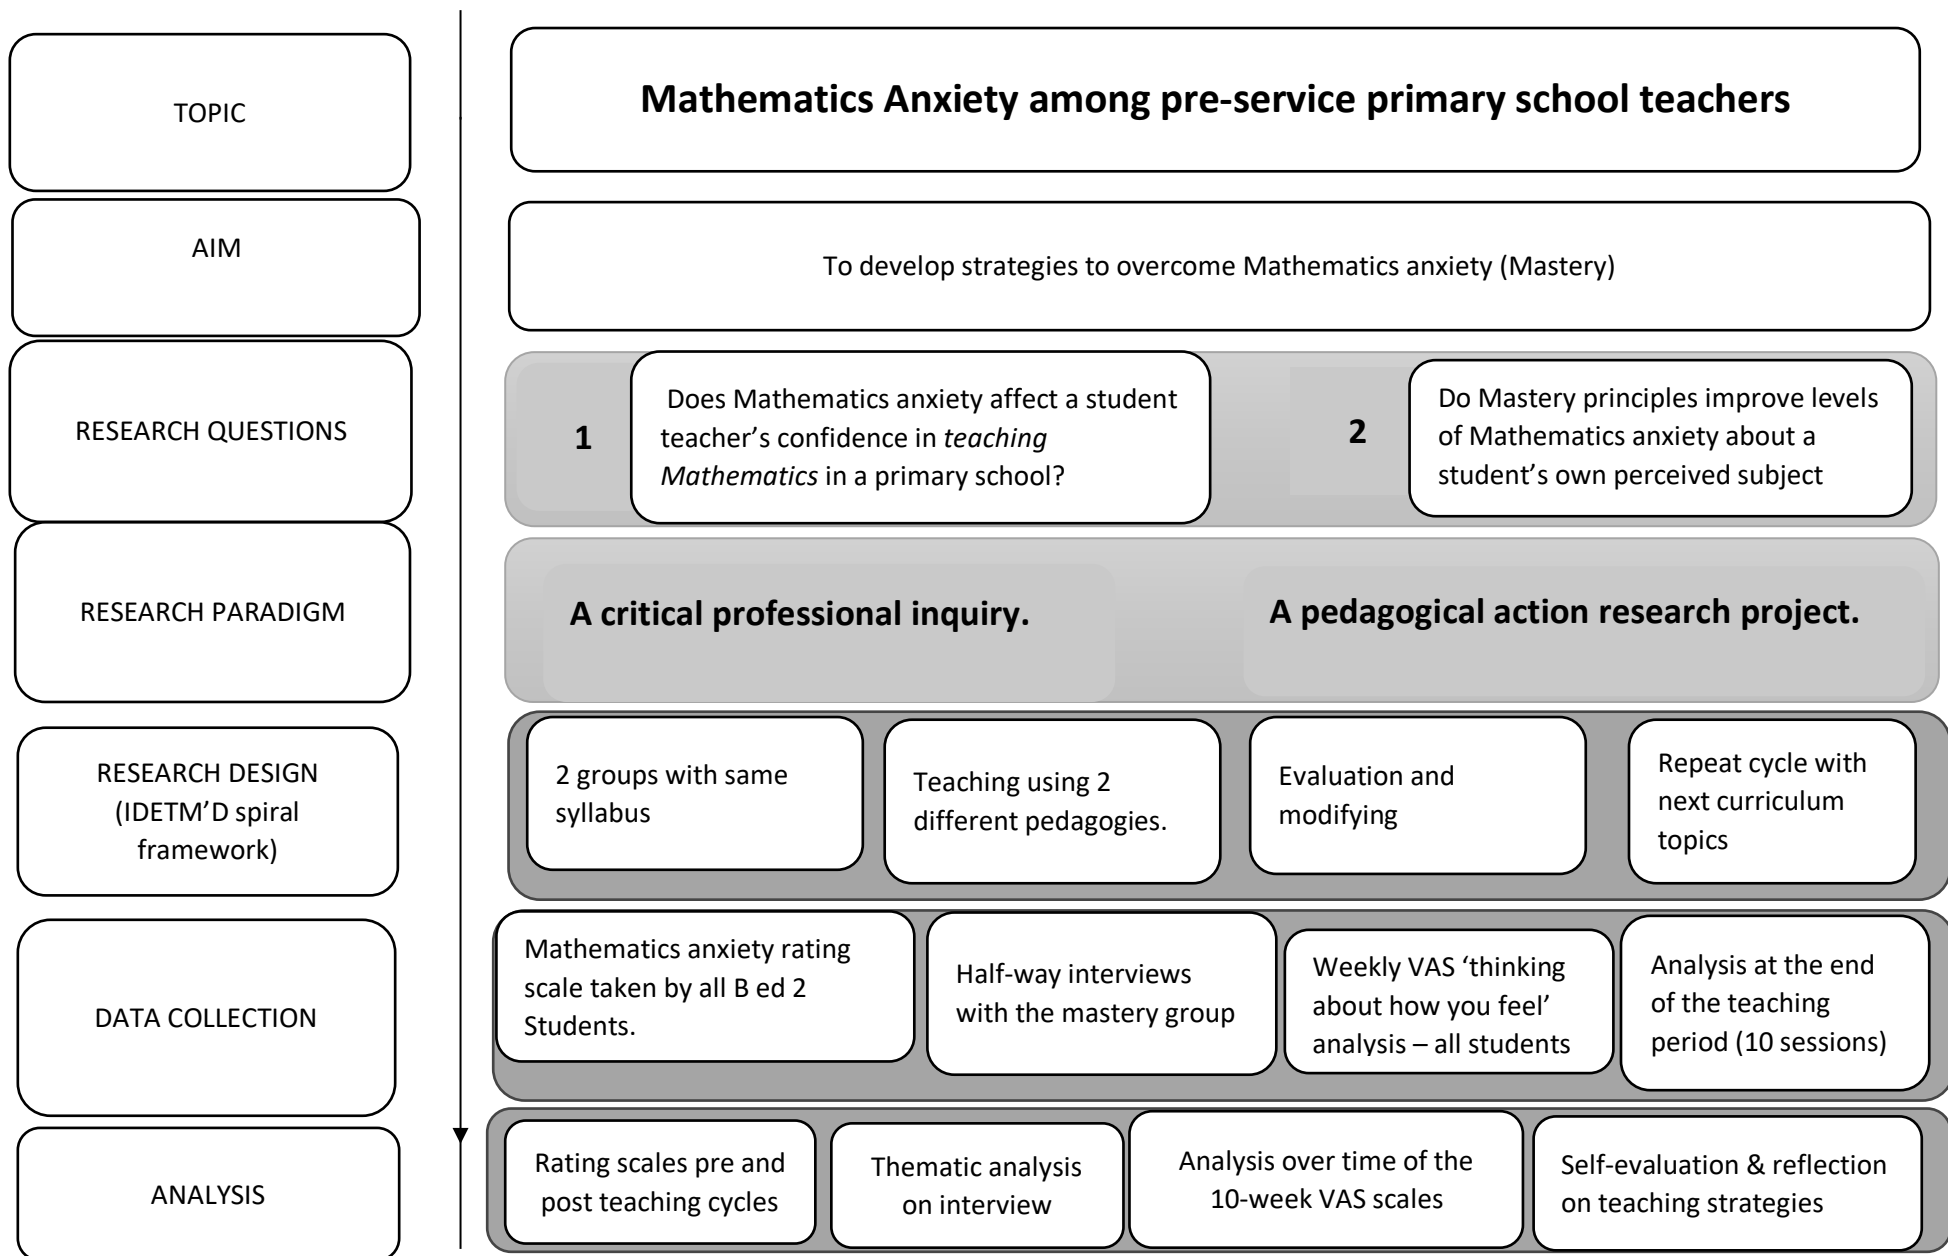 TOPIC
Mathematics Anxiety among pre-service primary school teachers
AIM
To develop strategies to overcome Mathematics anxiety (Mastery)
RESEARCH QUESTIONS
1
Does Mathematics anxiety affect a student
teacher’s confidence in teaching
Mathematics in a primary school?
2
Do Mastery principles improve levels
of Mathematics anxiety about a
student’s own perceived subject
RESEARCH PARADIGM
A critical professional inquiry.
A pedagogical action research project.
RESEARCH DESIGN
(IDETM’D spiral
framework)
2 groups with same
syllabus
Teaching using 2
different pedagogies.
Evaluation and
modifying
Repeat cycle with
next curriculum
topics
DATA COLLECTION
Mathematics anxiety rating
scale taken by all B ed 2
Students.
Half-way interviews
with the mastery group
Weekly VAS ‘thinking
about how you feel’
analysis – all students
Analysis at the end
of the teaching
period (10 sessions)
ANALYSIS
Rating scales pre and
post teaching cycles
Thematic analysis
on interview
Analysis over time of the
10-week VAS scales
Self-evaluation & reflection
on teaching strategies